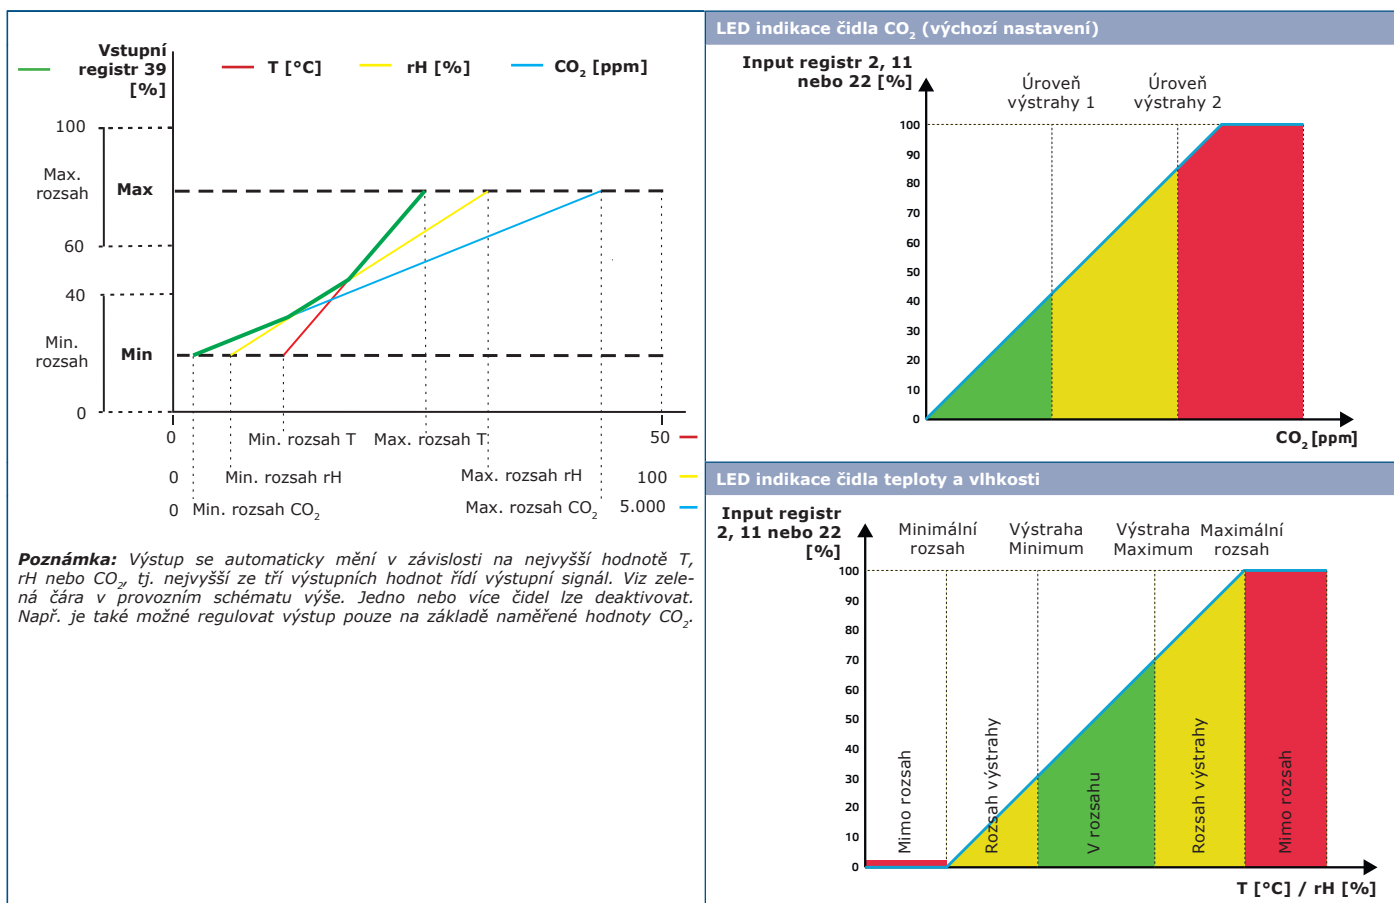 Vstupní
registr 39
[%]
T [°C]
rH [%]
CO2 [ppm]
100
Max.
rozsah
Max
60
40
Min.
rozsah
Min
0
0
Min. rozsah T
Max. rozsah T
50
0
Min. rozsah rH
Max. rozsah rH
100
0
Min. rozsah CO2
Max. rozsah CO2
5.000
Poznámka: Výstup se automaticky mění v závislosti na nejvyšší hodnotě T,
rH nebo CO2, tj. nejvyšší ze tří výstupních hodnot řídí výstupní signál. Viz zele-
ná čára v provozním schématu výše. Jedno nebo více čidel lze deaktivovat.
Např. je také možné regulovat výstup pouze na základě naměřené hodnoty CO2.
LED indikace čidla CO2 (výchozí nastavení)
Input registr 2, 11
nebo 22 [%]
Úroveň
výstrahy 1
Úroveň
výstrahy 2
100
90
80
70
60
50
40
30
20
10
0
CO2 [ppm]
LED indikace čidla teploty a vlhkosti
Input registr
2, 11 nebo 22
[%]
Minimální
rozsah
Výstraha
Minimum
Výstraha
Maximum
Maximální
rozsah
100
90
80
70
60
50
40
30
20
10
0
Mimo rozsah
Rozsah výstrahy
V rozsahu
Rozsah výstrahy
Mimo rozsah
T [°C] / rH [%]